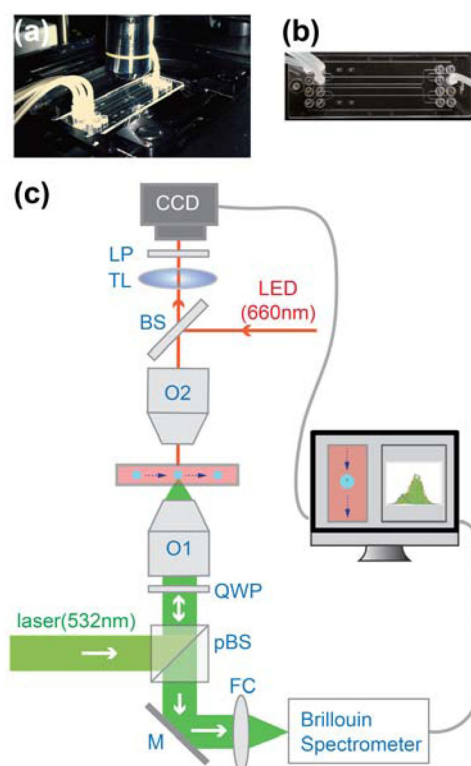 (a)
(b)
(c)
CCD
LP
TL
LED
(660nm)
BS
O2
O1
QWP
laser(532nm)
pBS
FC
M
Brillouin
Spectrometer